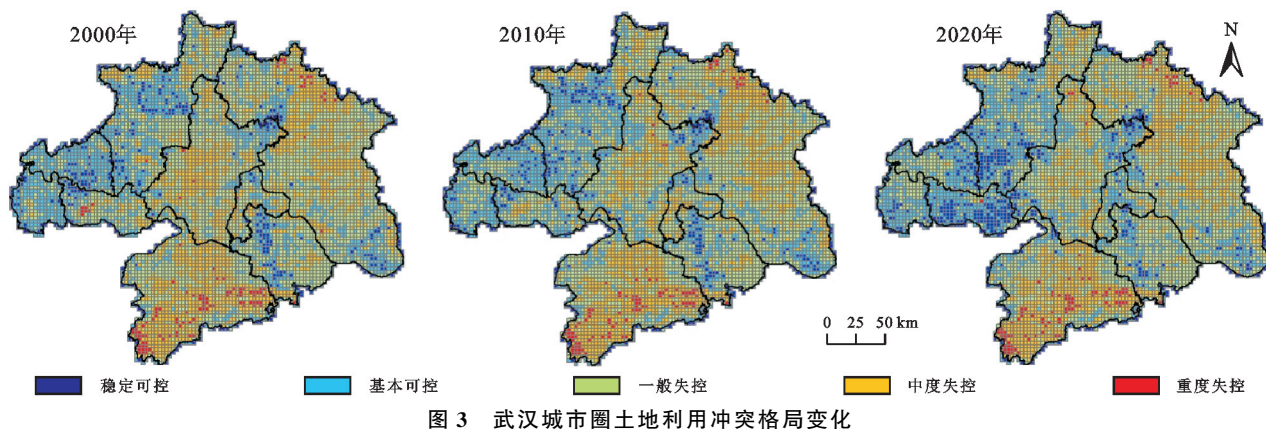 2000年
2010年
2020年
N
0 25 50 km
稳定可控
基本可控
一般失控
中度失控
重度失控
图 3 武汉城市圈土地利用冲突格局变化